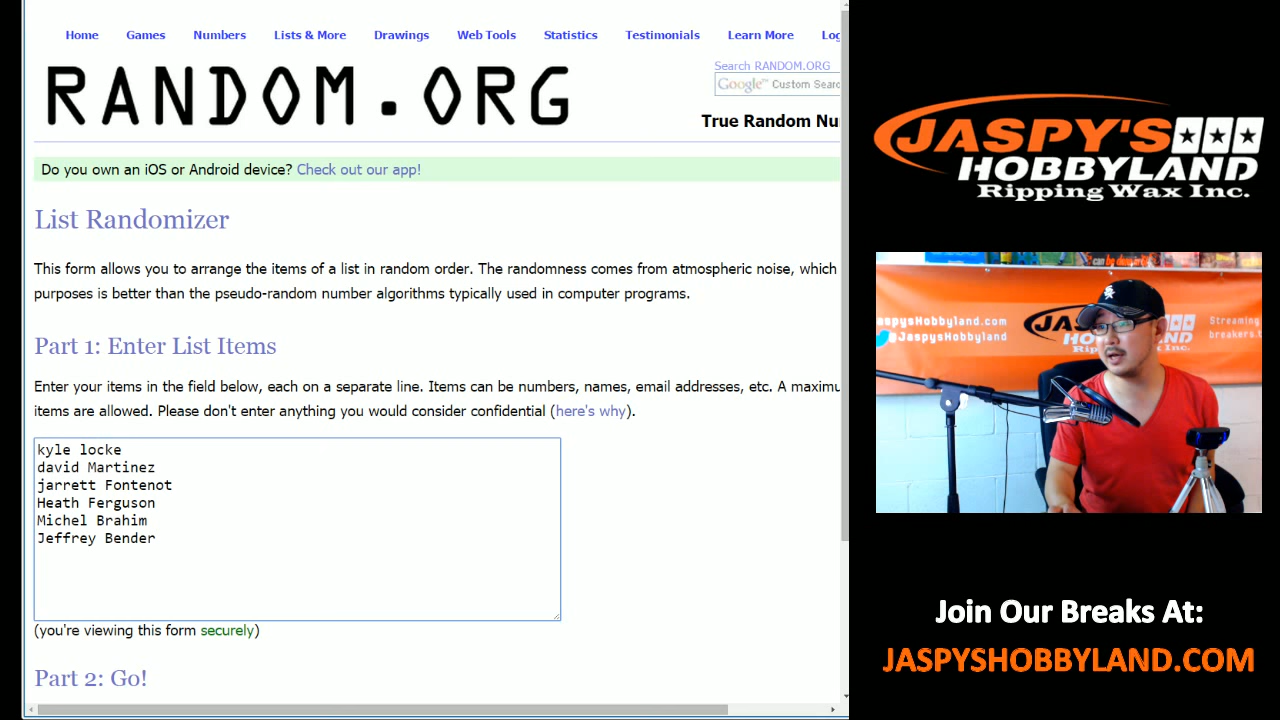 Home Games Numbers Lists & More Drawings Web Tools Statistics Testimonials Learn More
RANDOM.ORG
Search RANDOM.ORG
Google™ Custom
True Random
Do you own an iOS or Android device? Check out our app!
List Randomizer
This form allows you to arrange the items of a list in random order. The randomness comes from atmospheric noise, which
purposes is better than the pseudo-random number algorithms typically used in computer programs.
Part 1: Enter List Items
Enter your items in the field below, each on a separate line. Items can be numbers, names, email addresses, etc. A
items are allowed. Please don't enter anything you would consider confidential (here's why).
kyle locke
david Martinez
jarrett Fontenot
Heath Ferguson
Michel Brahim
Jeffrey Bender
(you're viewing this form securely)
Part 2: Go!
JASPY'S
HOBBYLAND
Ripping Wax Inc.
JaspysHobbyland.com
@JaspysHobbyland
Streaming
Join Our Breaks At:
JASPYSHOBBYLAND.COM